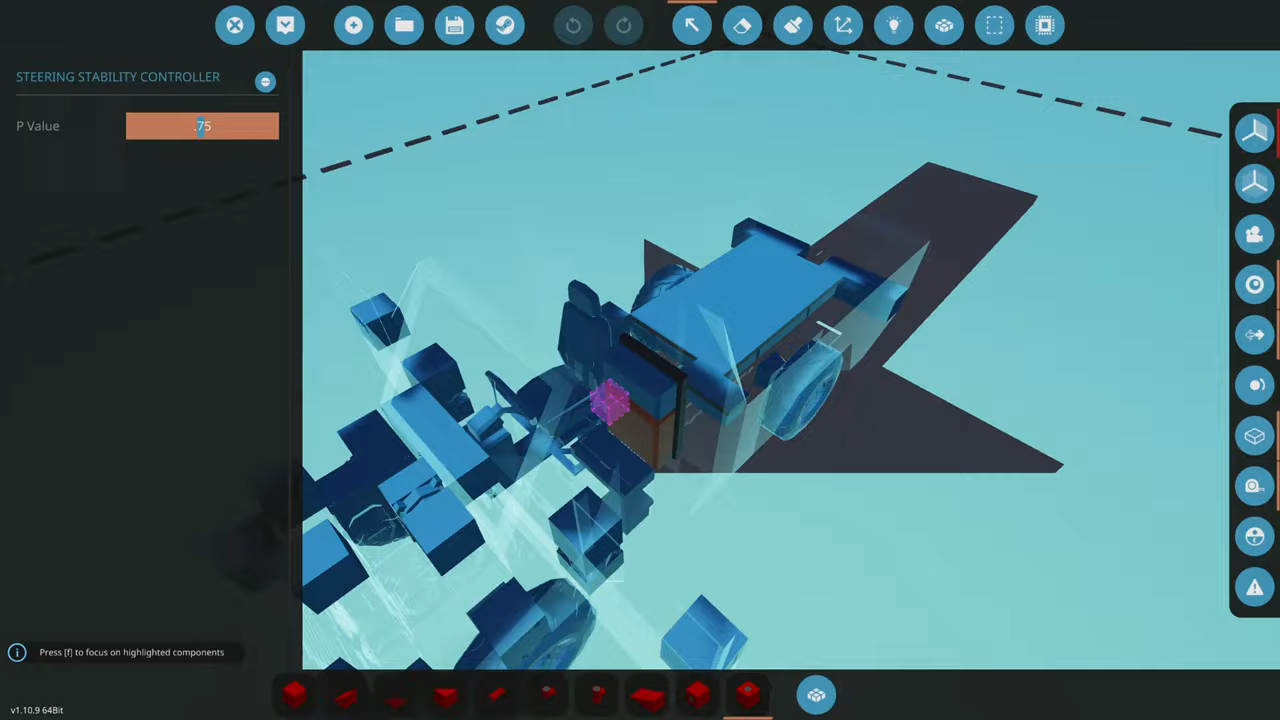 STEERING STABILITY CONTROLLER
P Value
.75
Press [f] to focus on highlighted components
v1.10.9 64Bit